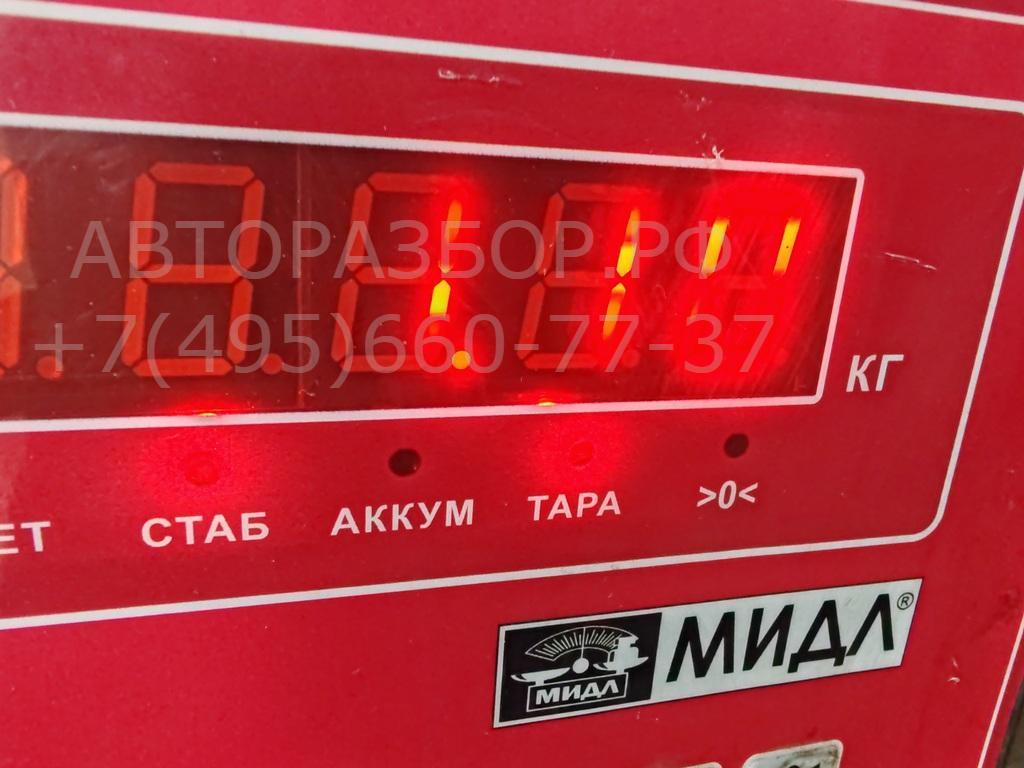 АВТОРАЗБОР.РФ
+7(495)660-77-37
КГ
ЕТ СТАБ АККУМ ТАРА >0<
МИДЛ МИДЛ®